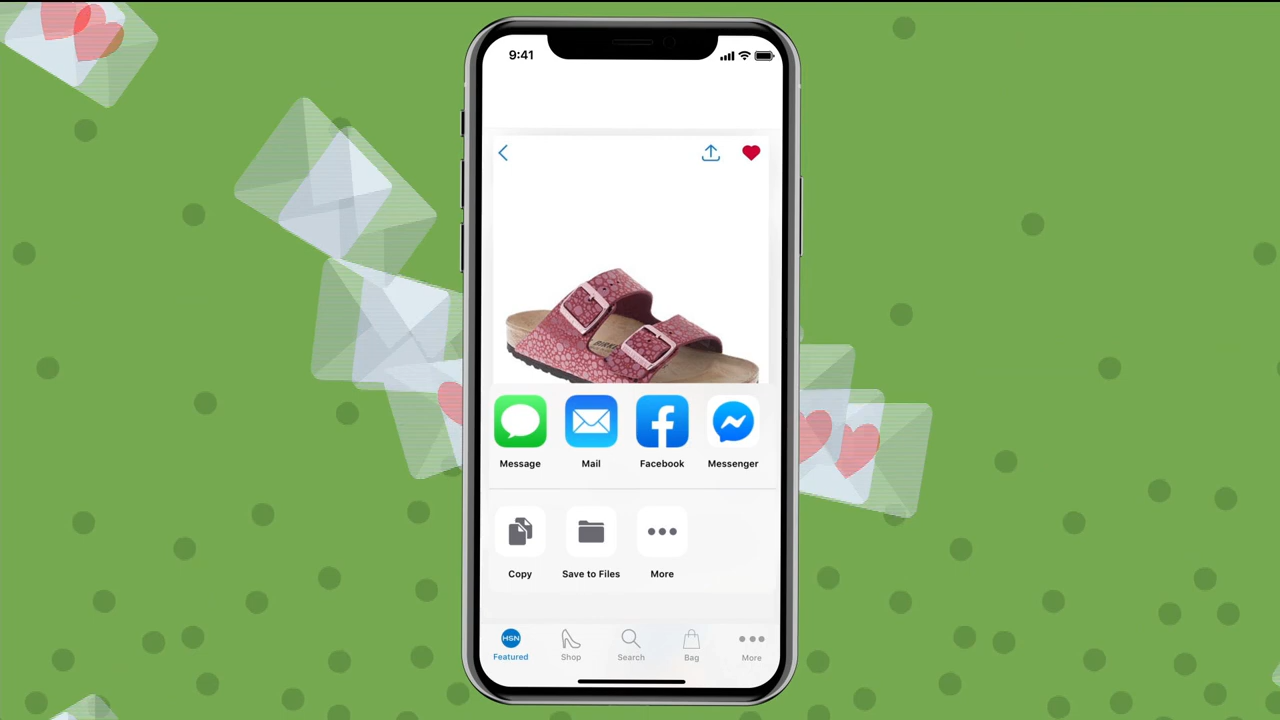 9:41
Message Mail Facebook Messenger
Copy Save to Files More
HSN
Featured Shop Search Bag More